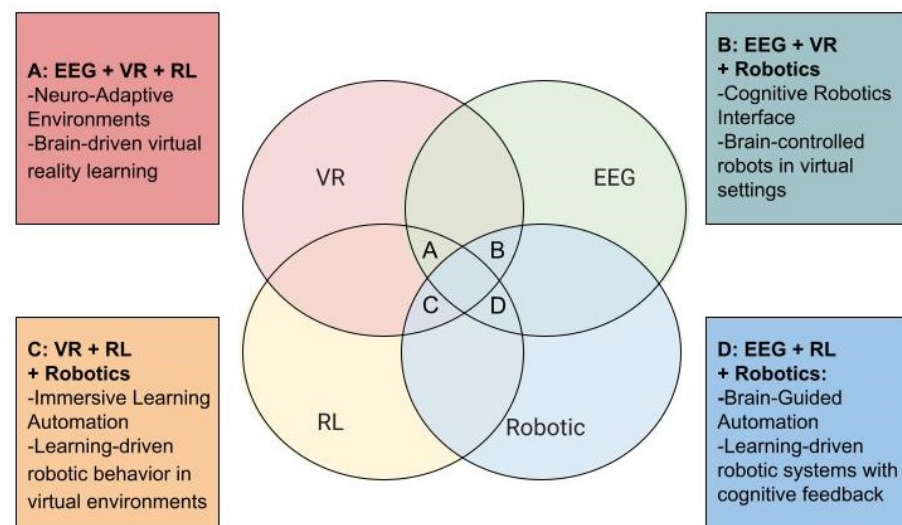 A: EEG + VR + RL
-Neuro-Adaptive
Environments
-Brain-driven virtual
reality learning
B: EEG + VR
+ Robotics
-Cognitive Robotics
Interface
-Brain-controlled
robots in virtual
settings
VR
EEG
A
B
C
D
RL
Robotic
C: VR + RL
+ Robotics
-Immersive Learning
Automation
-Learning-driven
robotic behavior in
virtual environments
D: EEG + RL
+ Robotics:
-Brain-Guided
Automation
-Learning-driven
robotic systems with
cognitive feedback